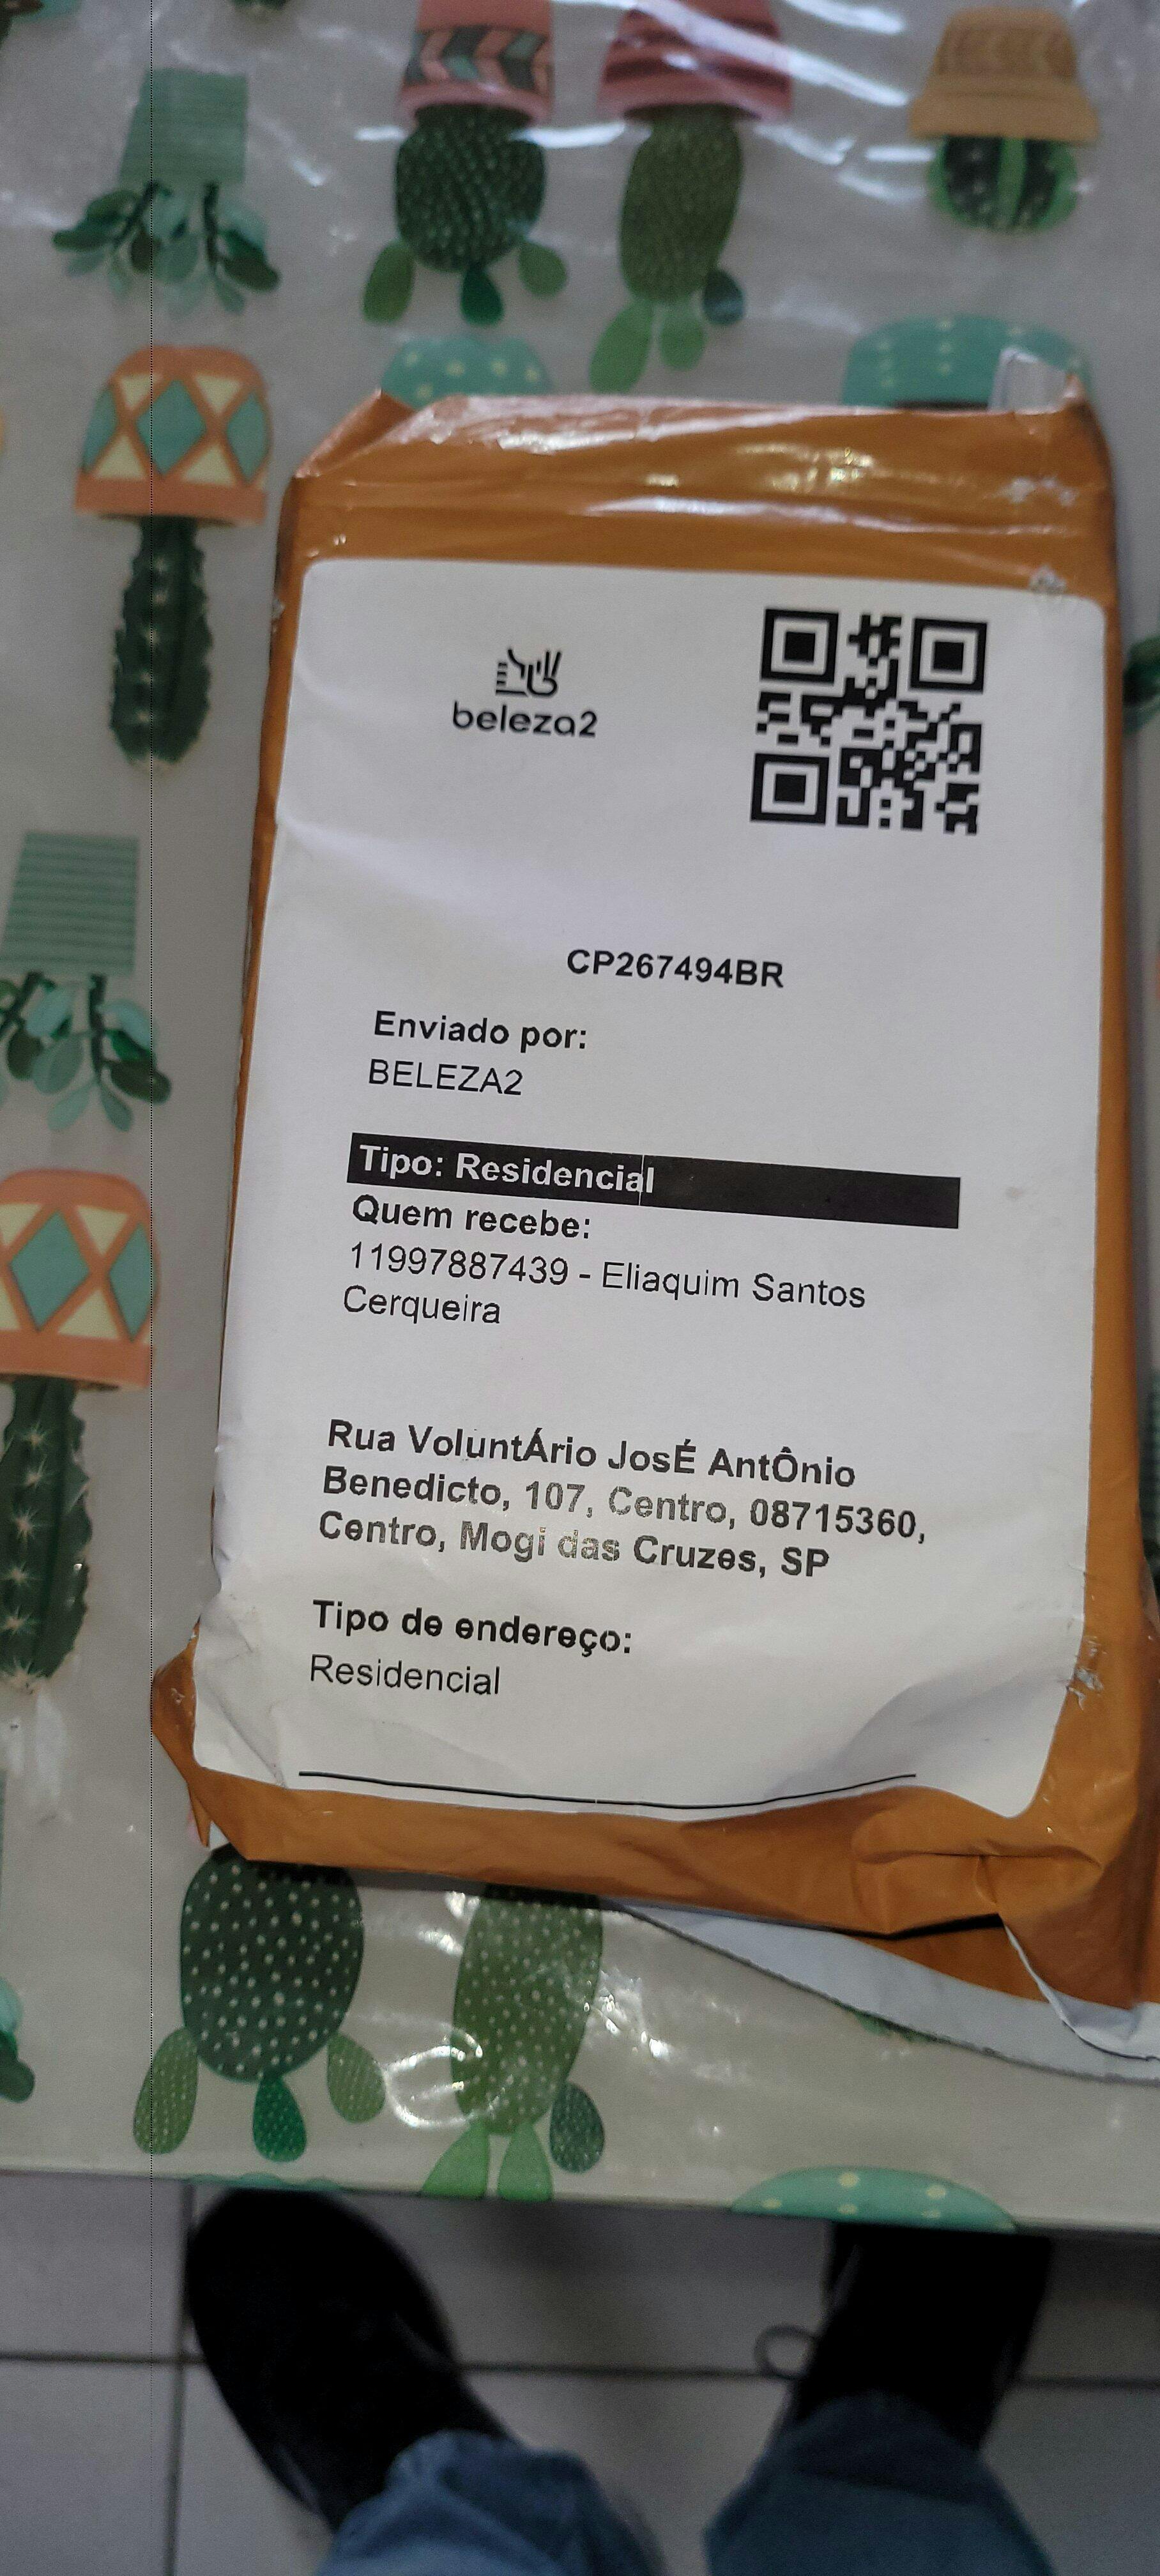 beleza2
CP267494BR
Enviado por:
BELEZA2
Tipo: Residencial
Quem recebe:
11997887439 - Eliaquim Santos
Cerqueira
Rua VoluntÁrio JosÉ AntÔnio
Benedicto, 107, Centro, 08715360,
Centro, Mogi das Cruzes, SP
Tipo de endereço:
Residencial